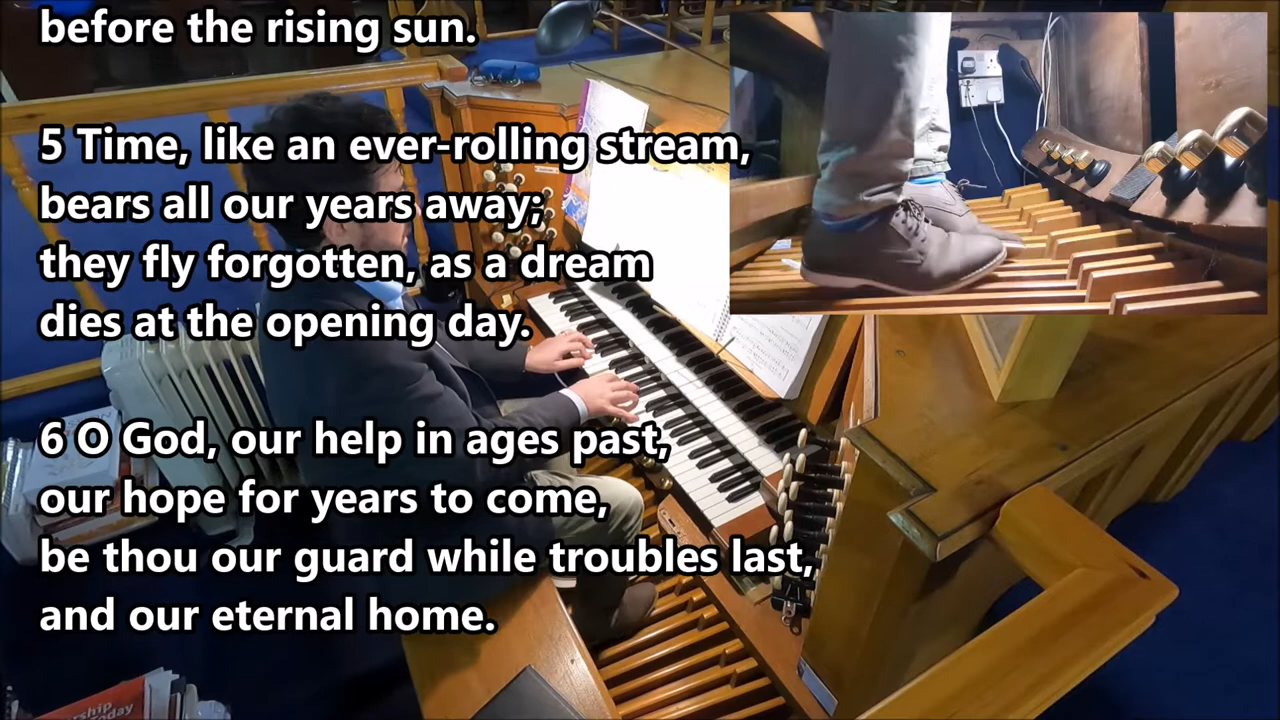 before the rising sun.
5 Time, like an ever-rolling stream,
bears all our years away;
they fly forgotten, as a dream
dies at the opening day.
6 O God, our help in ages past,
our hope for years to come,
be thou our guard while troubles last,
and our eternal home.